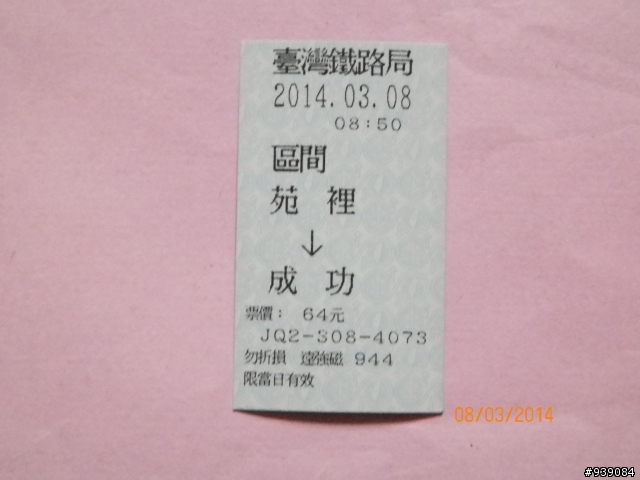 臺灣鐵路局
2014.03.08
08:50
區間
苑裡
↓
成功
票價: 64元
JQ2-308-4073
勿折損 遠強磁 944
限當日有效
08/03/2014
#939084